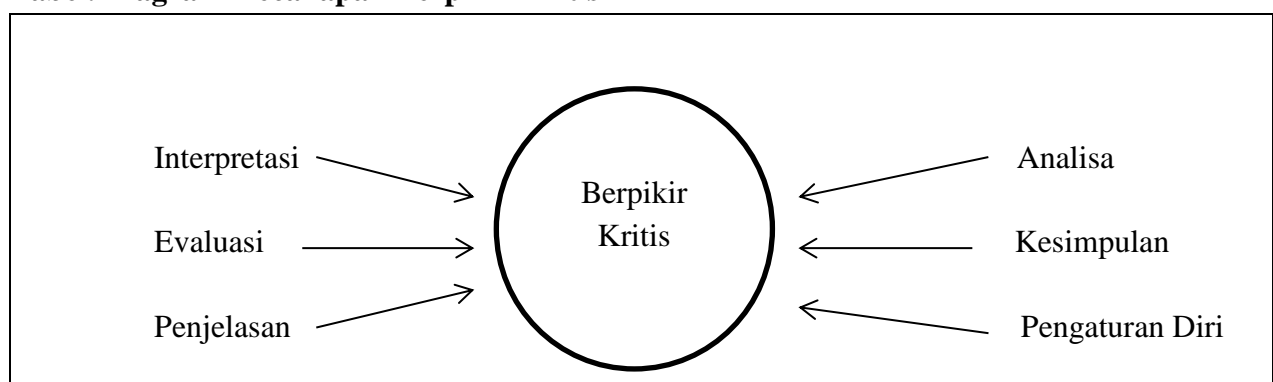 Interpretasi
Evaluasi
Penjelasan
Berpikir
Kritis
Analisa
Kesimpulan
Pengaturan Diri